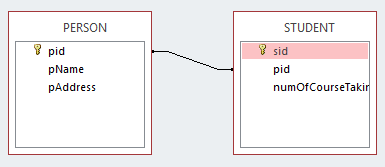 PERSON
pid
pName
pAddress
STUDENT
sid
pid
numOfCourseTakin